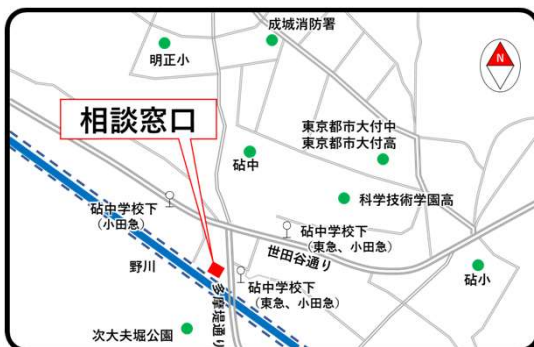 成城消防署
明正小
N
相談窓口
東京都市大付中
東京都市大付高
砧中
科学技術学園高
砧中学校下
（小田急）
砧中学校下
（東急、小田急）
世田谷通り
野川
砧小
砧中学校下
（東急、小田急）
多摩堤通り
次大夫堀公園